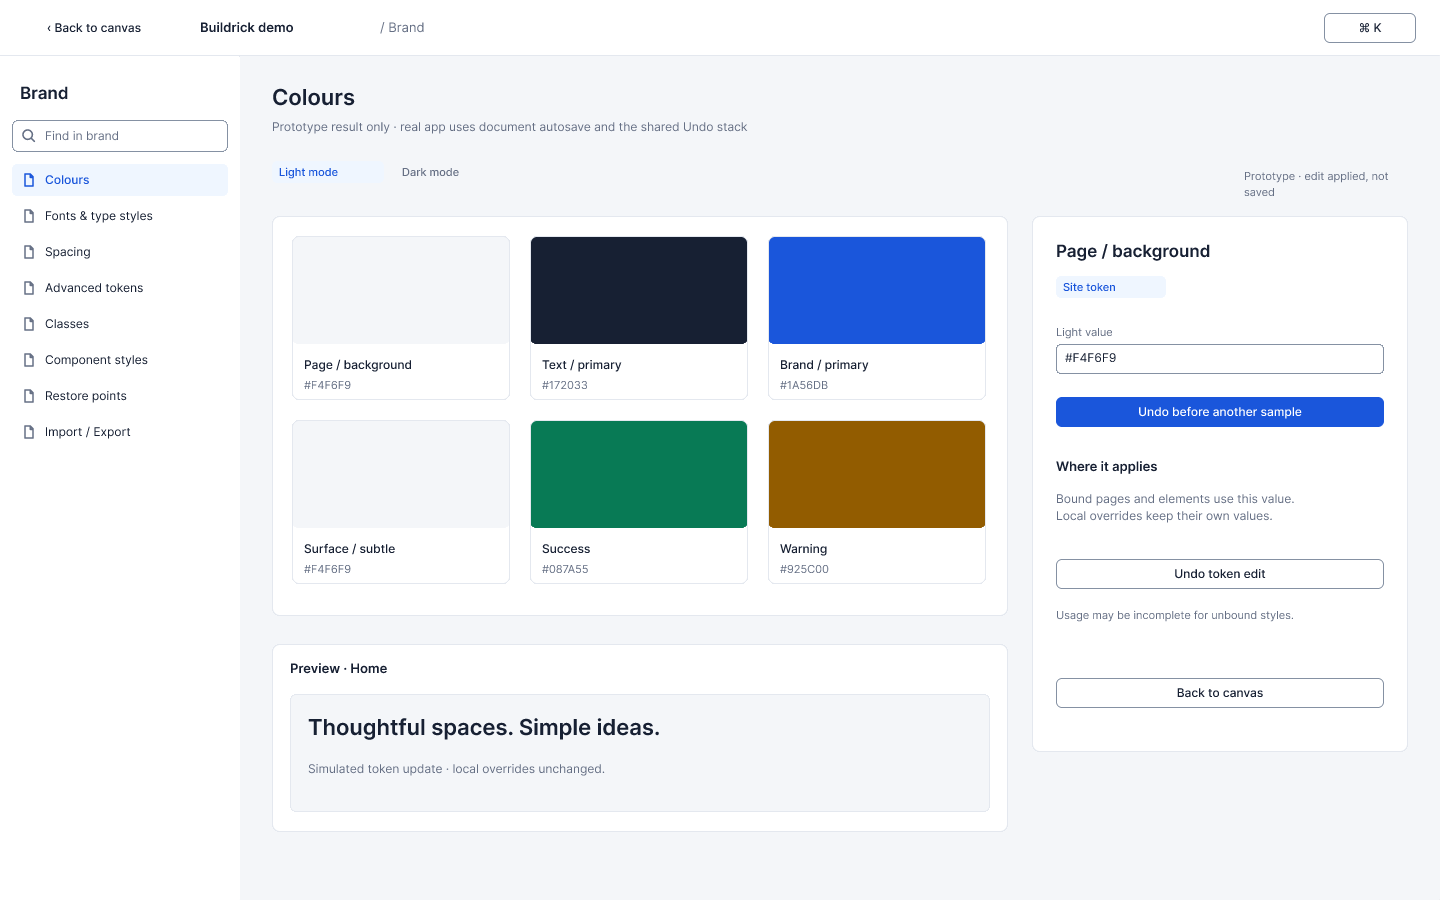 ‹ Back to canvas
Buildrick demo
/ Brand
⌘ K
Brand
Find in brand
Colours
Fonts & type styles
Spacing
Advanced tokens
Classes
Component styles
Restore points
Import / Export
Colours
Prototype result only · real app uses document autosave and the shared Undo stack
Light mode
Dark mode
Prototype · edit applied, not
saved
Page / background
#F4F6F9
Text / primary
#172033
Brand / primary
#1A56DB
Surface / subtle
#F4F6F9
Success
#087A55
Warning
#925C00
Preview · Home
Thoughtful spaces. Simple ideas.
Simulated token update · local overrides unchanged.
Page / background
Site token
Light value
#F4F6F9
Undo before another sample
Where it applies
Bound pages and elements use this value.
Local overrides keep their own values.
Undo token edit
Usage may be incomplete for unbound styles.
Back to canvas